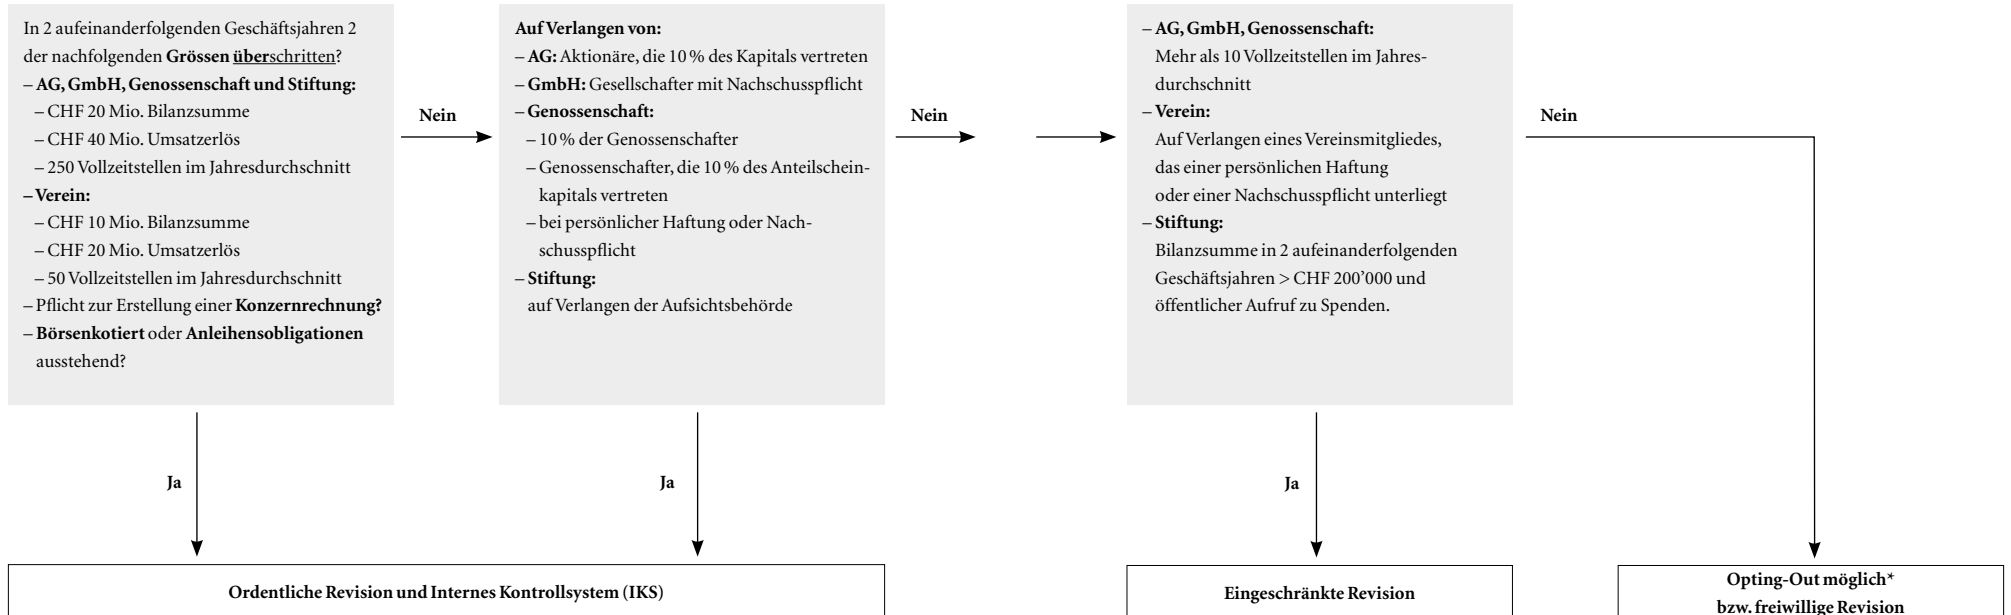 In 2 aufeinanderfolgenden Geschäftsjahren 2
der nachfolgenden Grössen überschritten?
– AG, GmbH, Genossenschaft und Stiftung:
– CHF 20 Mio. Bilanzsumme
– CHF 40 Mio. Umsatzerlös
– 250 Vollzeitstellen im Jahresdurchschnitt
– Verein:
– CHF 10 Mio. Bilanzsumme
– CHF 20 Mio. Umsatzerlös
– 50 Vollzeitstellen im Jahresdurchschnitt
– Pflicht zur Erstellung einer Konzernrechnung?
– Börsenkotiert oder Anleihensobligationen
ausstehend?
Nein
Auf Verlangen von:
– AG: Aktionäre, die 10 % des Kapitals vertreten
– GmbH: Gesellschafter mit Nachschusspflicht
– Genossenschaft:
– 10 % der Genossenschafter
– Genossenschafter, die 10 % des Anteilschein-
kapitals vertreten
– bei persönlicher Haftung oder Nach-
schusspflicht
– Stiftung:
auf Verlangen der Aufsichtsbehörde
Nein
– AG, GmbH, Genossenschaft:
Mehr als 10 Vollzeitstellen im Jahres-
durchschnitt
– Verein:
Auf Verlangen eines Vereinsmitgliedes,
das einer persönlichen Haftung
oder einer Nachschusspflicht unterliegt
– Stiftung:
Bilanzsumme in 2 aufeinanderfolgenden
Geschäftsjahren > CHF 200’000 und
öffentlicher Aufruf zu Spenden.
Nein
Ja
Ja
Ja
Ordentliche Revision und Internes Kontrollsystem (IKS)
Eingeschränkte Revision
Opting-Out möglich*
bzw. freiwillige Revision